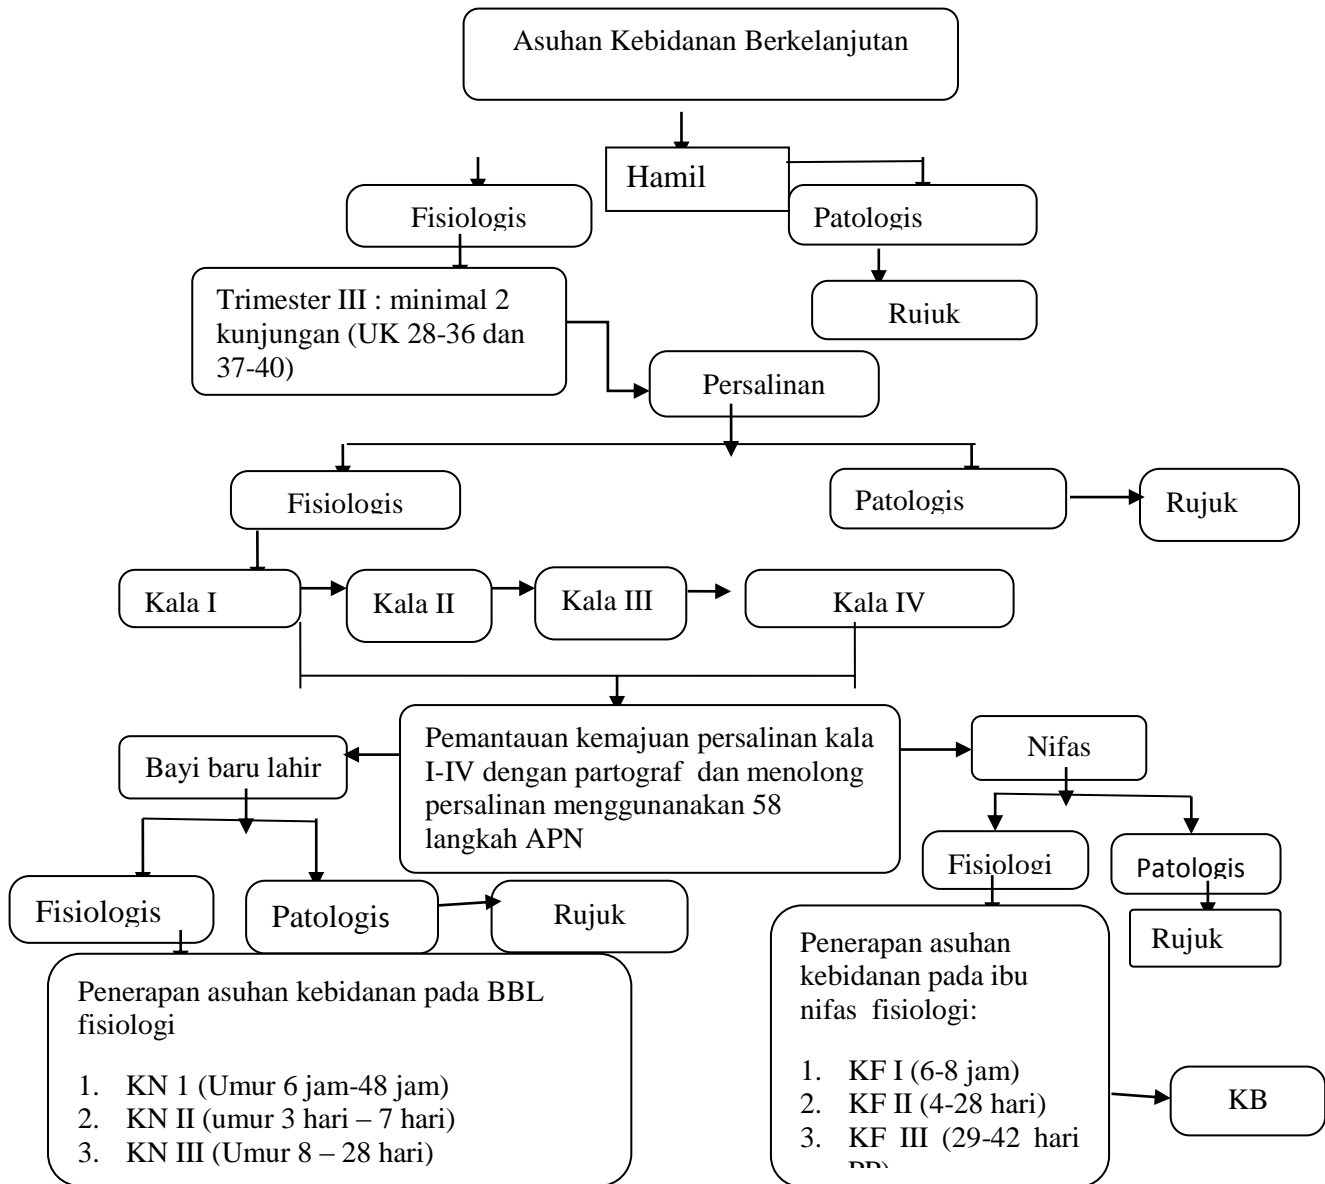 Asuhan Kebidanan Berkelanjutan
Hamil
Fisiologis
Patologis
Trimester III : minimal 2
kunjungan (UK 28-36 dan
37-40)
Rujuk
Persalinan
Fisiologis
Patologis
Rujuk
Kala I
Kala II
Kala III
Kala IV
Pemantauan kemajuan persalinan kala
I-IV dengan partograf dan menolong
persalinan menggunanakan 58
langkah APN
Bayi baru lahir
Nifas
Fisiologis
Patologis
Rujuk
Fisiologi
Patologis
Rujuk
Penerapan asuhan kebidanan pada BBL
fisiologi
1. KN 1 (Umur 6 jam-48 jam)
2. KN II (umur 3 hari – 7 hari)
3. KN III (Umur 8 – 28 hari)
Penerapan asuhan
kebidanan pada ibu
nifas fisiologi:
1. KF I (6-8 jam)
2. KF II (4-28 hari)
3. KF III (29-42 hari
PP)
KB